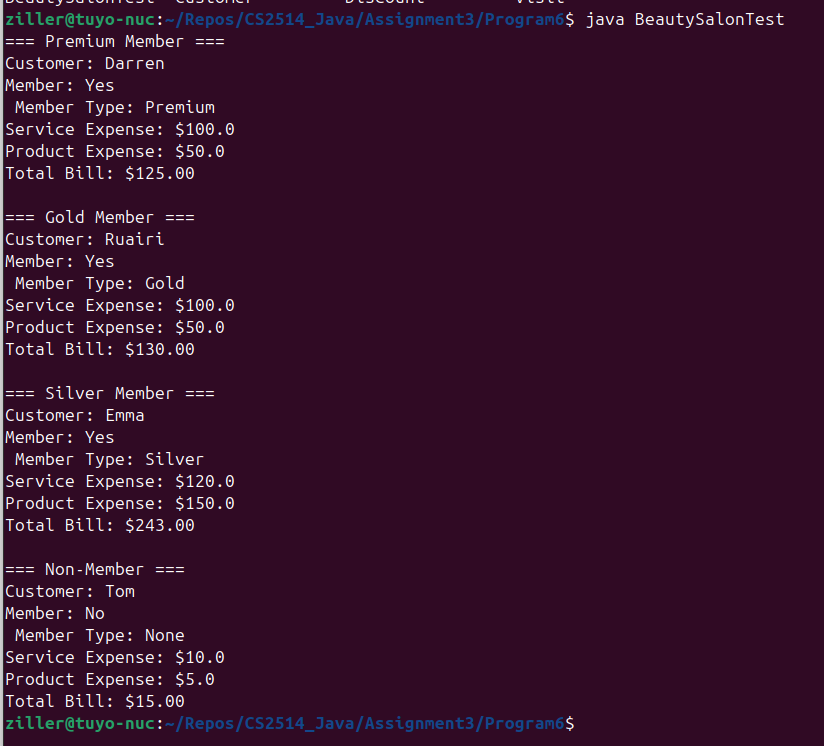 BeautySalonTest Customer Discount Visit
ziller@tuyo-nuc:~/Repos/CS2514_Java/Assignment3/Program6$ java BeautySalonTest
=== Premium Member ===
Customer: Darren
Member: Yes
 Member Type: Premium
Service Expense: $100.0
Product Expense: $50.0
Total Bill: $125.00

=== Gold Member ===
Customer: Ruairi
Member: Yes
 Member Type: Gold
Service Expense: $100.0
Product Expense: $50.0
Total Bill: $130.00

=== Silver Member ===
Customer: Emma
Member: Yes
 Member Type: Silver
Service Expense: $120.0
Product Expense: $150.0
Total Bill: $243.00

=== Non-Member ===
Customer: Tom
Member: No
 Member Type: None
Service Expense: $10.0
Product Expense: $5.0
Total Bill: $15.00
ziller@tuyo-nuc:~/Repos/CS2514_Java/Assignment3/Program6$